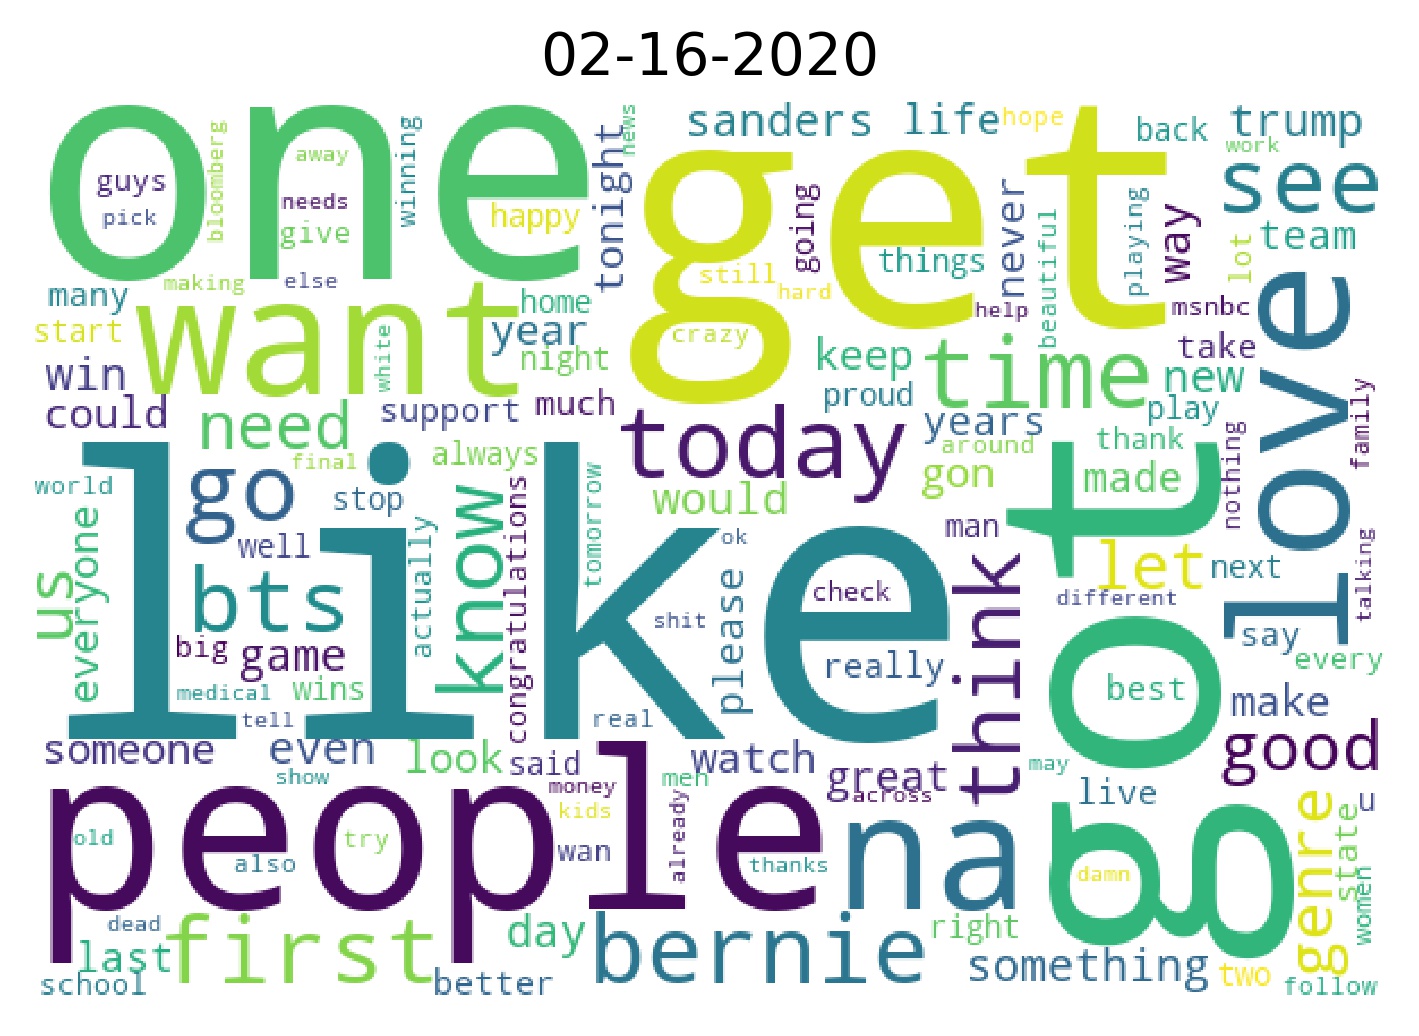 02-16-2020
one
get
sanders
life
hope
back
trump
work
news
bloomberg
away
winning
tonight
guys
pick
needs
give
happy
going
never
things
playing
way
see
team
lot
still
hard
help
beautiful
msnbc
making
else
many
start
want
white
home
year
night
crazy
keep
proud
time
take
new
play
love
win
could
need
support
much
today
years
around
thank
family
nothing
final
always
gon
made
world
go
stop
would
everyone
well
know
congratulations
tomorrow
ok
man
let
next
like
got
us
bts
actually
shit
please
check
think
different
say
talking
big
game
really
best
every
medical
wins
tell
real
make
someone
even
look
said
watch
great
good
show
money
men
across
may
live
people
kids
already
na
genre
u
state
old
also
try
wan
thanks
damn
women
dead
first
day
bernie
right
last
something
two
school
better
follow